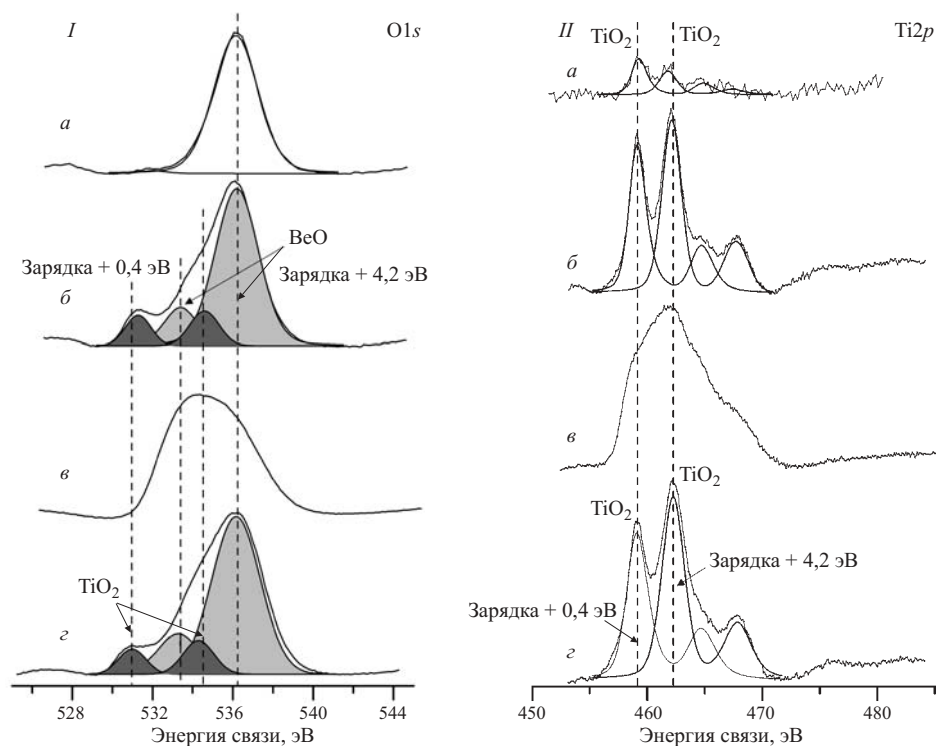 I
O1s
а
BeO
Зарядка + 0,4 эВ
Зарядка + 4,2 эВ
б
в
TiO₂
г
528
532
536
540
544
Энергия связи, эВ
II
Ti2p
TiO₂
TiO₂
а
б
в
TiO₂
TiO₂
Зарядка + 4,2 эВ
Зарядка + 0,4 эВ
г
450
460
470
480
Энергия связи, эВ